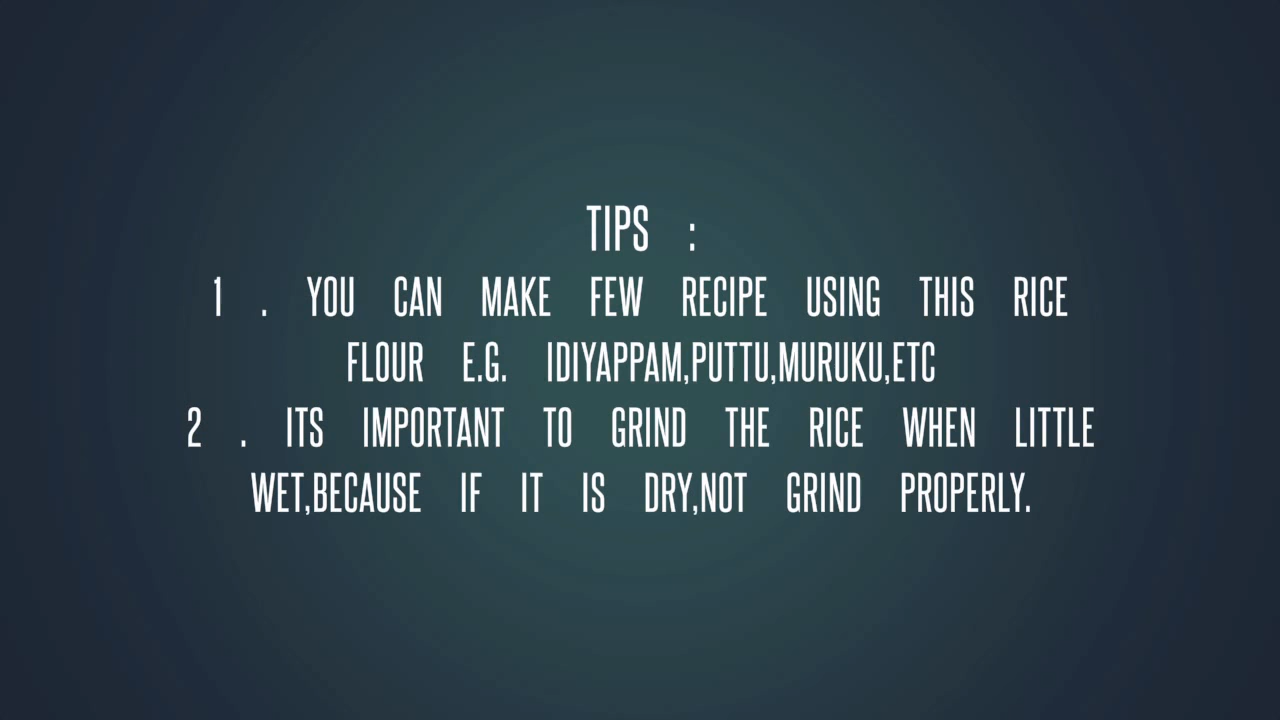 TIPS :
1 . YOU CAN MAKE FEW RECIPE USING THIS RICE
FLOUR E.G. IDIYAPPAM,PUTTU,MURUKU,ETC
2 . ITS IMPORTANT TO GRIND THE RICE WHEN LITTLE
WET,BECAUSE IF IT IS DRY,NOT GRIND PROPERLY.